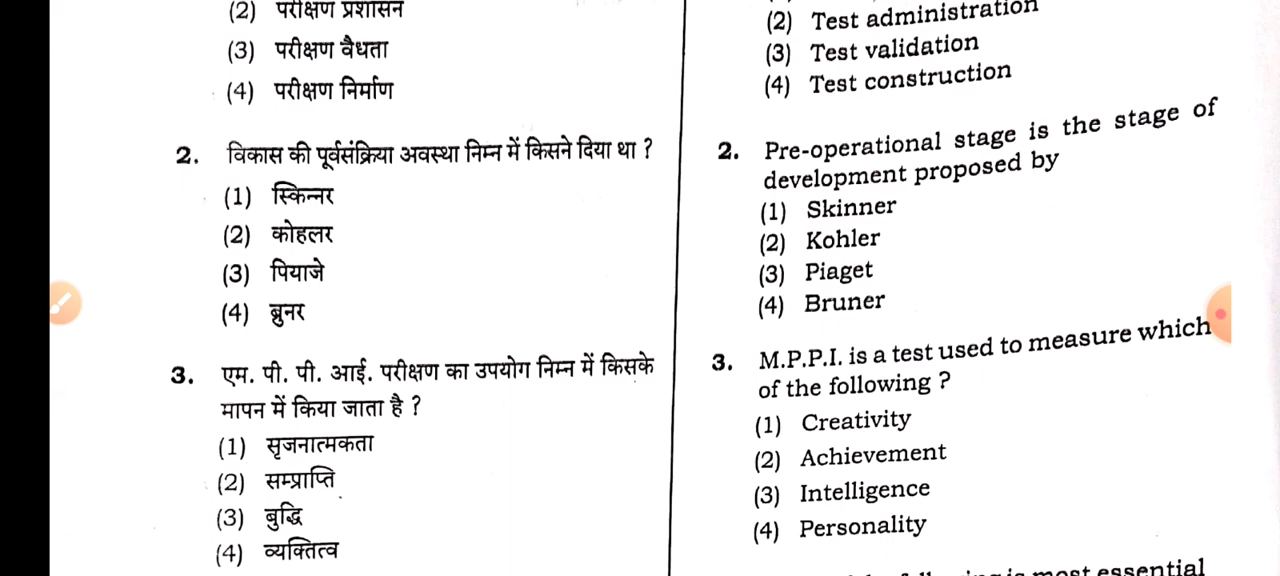 (2) परीक्षण प्रशासन
(3) परीक्षण वैधता
(4) परीक्षण निर्माण
2. विकास की पूर्वसंक्रिया अवस्था निम्न में किसने दिया था ?
(1) स्किन्नर
(2) कोहलर
(3) पियाजे
(4) ब्रुनर
3. एम. पी. पी. आई. परीक्षण का उपयोग निम्न में किसके
मापन में किया जाता है ?
(1) सृजनात्मकता
(2) सम्प्राप्ति
(3) बुद्धि
(4) व्यक्तित्व
(2) Test administration
(3) Test validation
(4) Test construction
2. Pre-operational stage is the stage of
development proposed by
(1) Skinner
(2) Kohler
(3) Piaget
(4) Bruner
3. M.P.P.I. is a test used to measure which
of the following ?
(1) Creativity
(2) Achievement
(3) Intelligence
(4) Personality
most essential